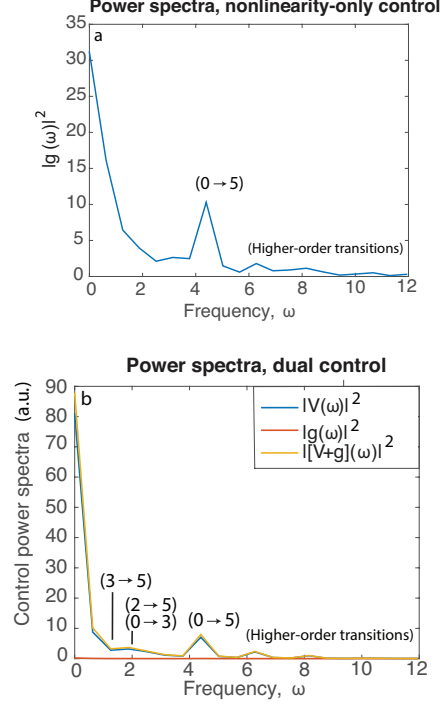 Power spectra, nonlinearity-only control
a
35
30
25
20
15
10
5
0
|g (ω)|²
(0→5)
(Higher-order transitions)
0 2 4 6 8 10 12
Frequency, ω
Power spectra, dual control
b
90
80
70
60
50
40
30
20
10
0
Control power spectra (a.u.)
|V(ω)|²
|g(ω)|²
|[V+g](ω)|²
(3→5)
(2→5)
(0→3)
(0→5)
(Higher-order transitions)
0 2 4 6 8 10 12
Frequency, ω